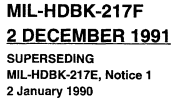 MIL-HDBK-217F
2 DECEMBER 1991
SUPERSEDING
MIL-HDBK-217E, Notice 1
2 January 1990